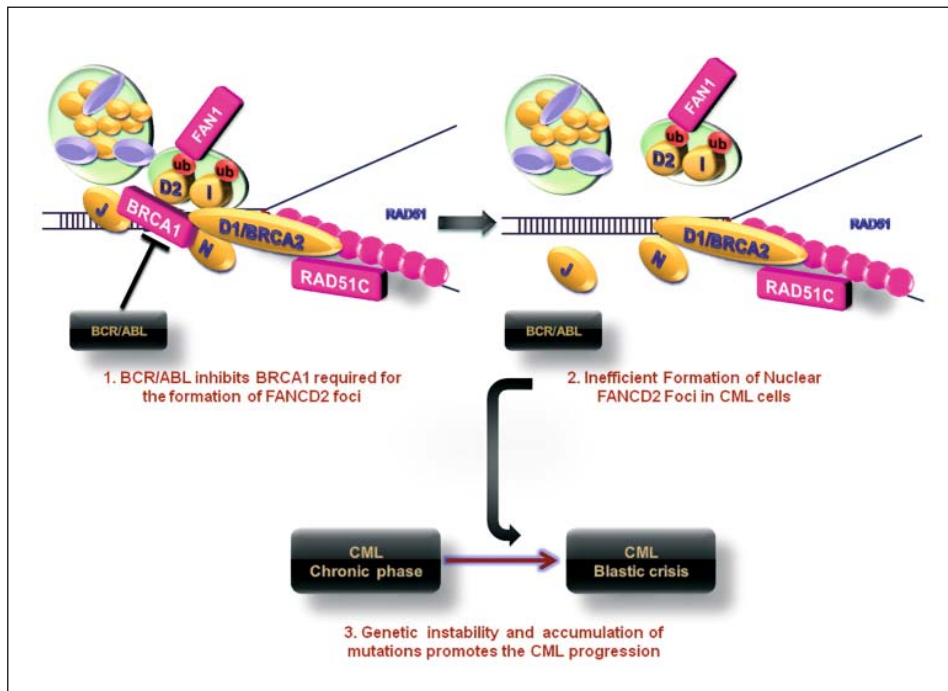 FAN1
ub
ub
D2
I
J
BRCA1
N
D1/BRCA2
RAD51
RAD51C
BCR/ABL
1. BCR/ABL inhibits BRCA1 required for
the formation of FANCD2 foci
FAN1
ub
ub
D2
I
J
N
D1/BRCA2
RAD51
RAD51C
BCR/ABL
2. Inefficient Formation of Nuclear
FANCD2 Foci in CML cells
CML
Chronic phase
CML
Blastic crisis
3. Genetic instability and accumulation of
mutations promotes the CML progression